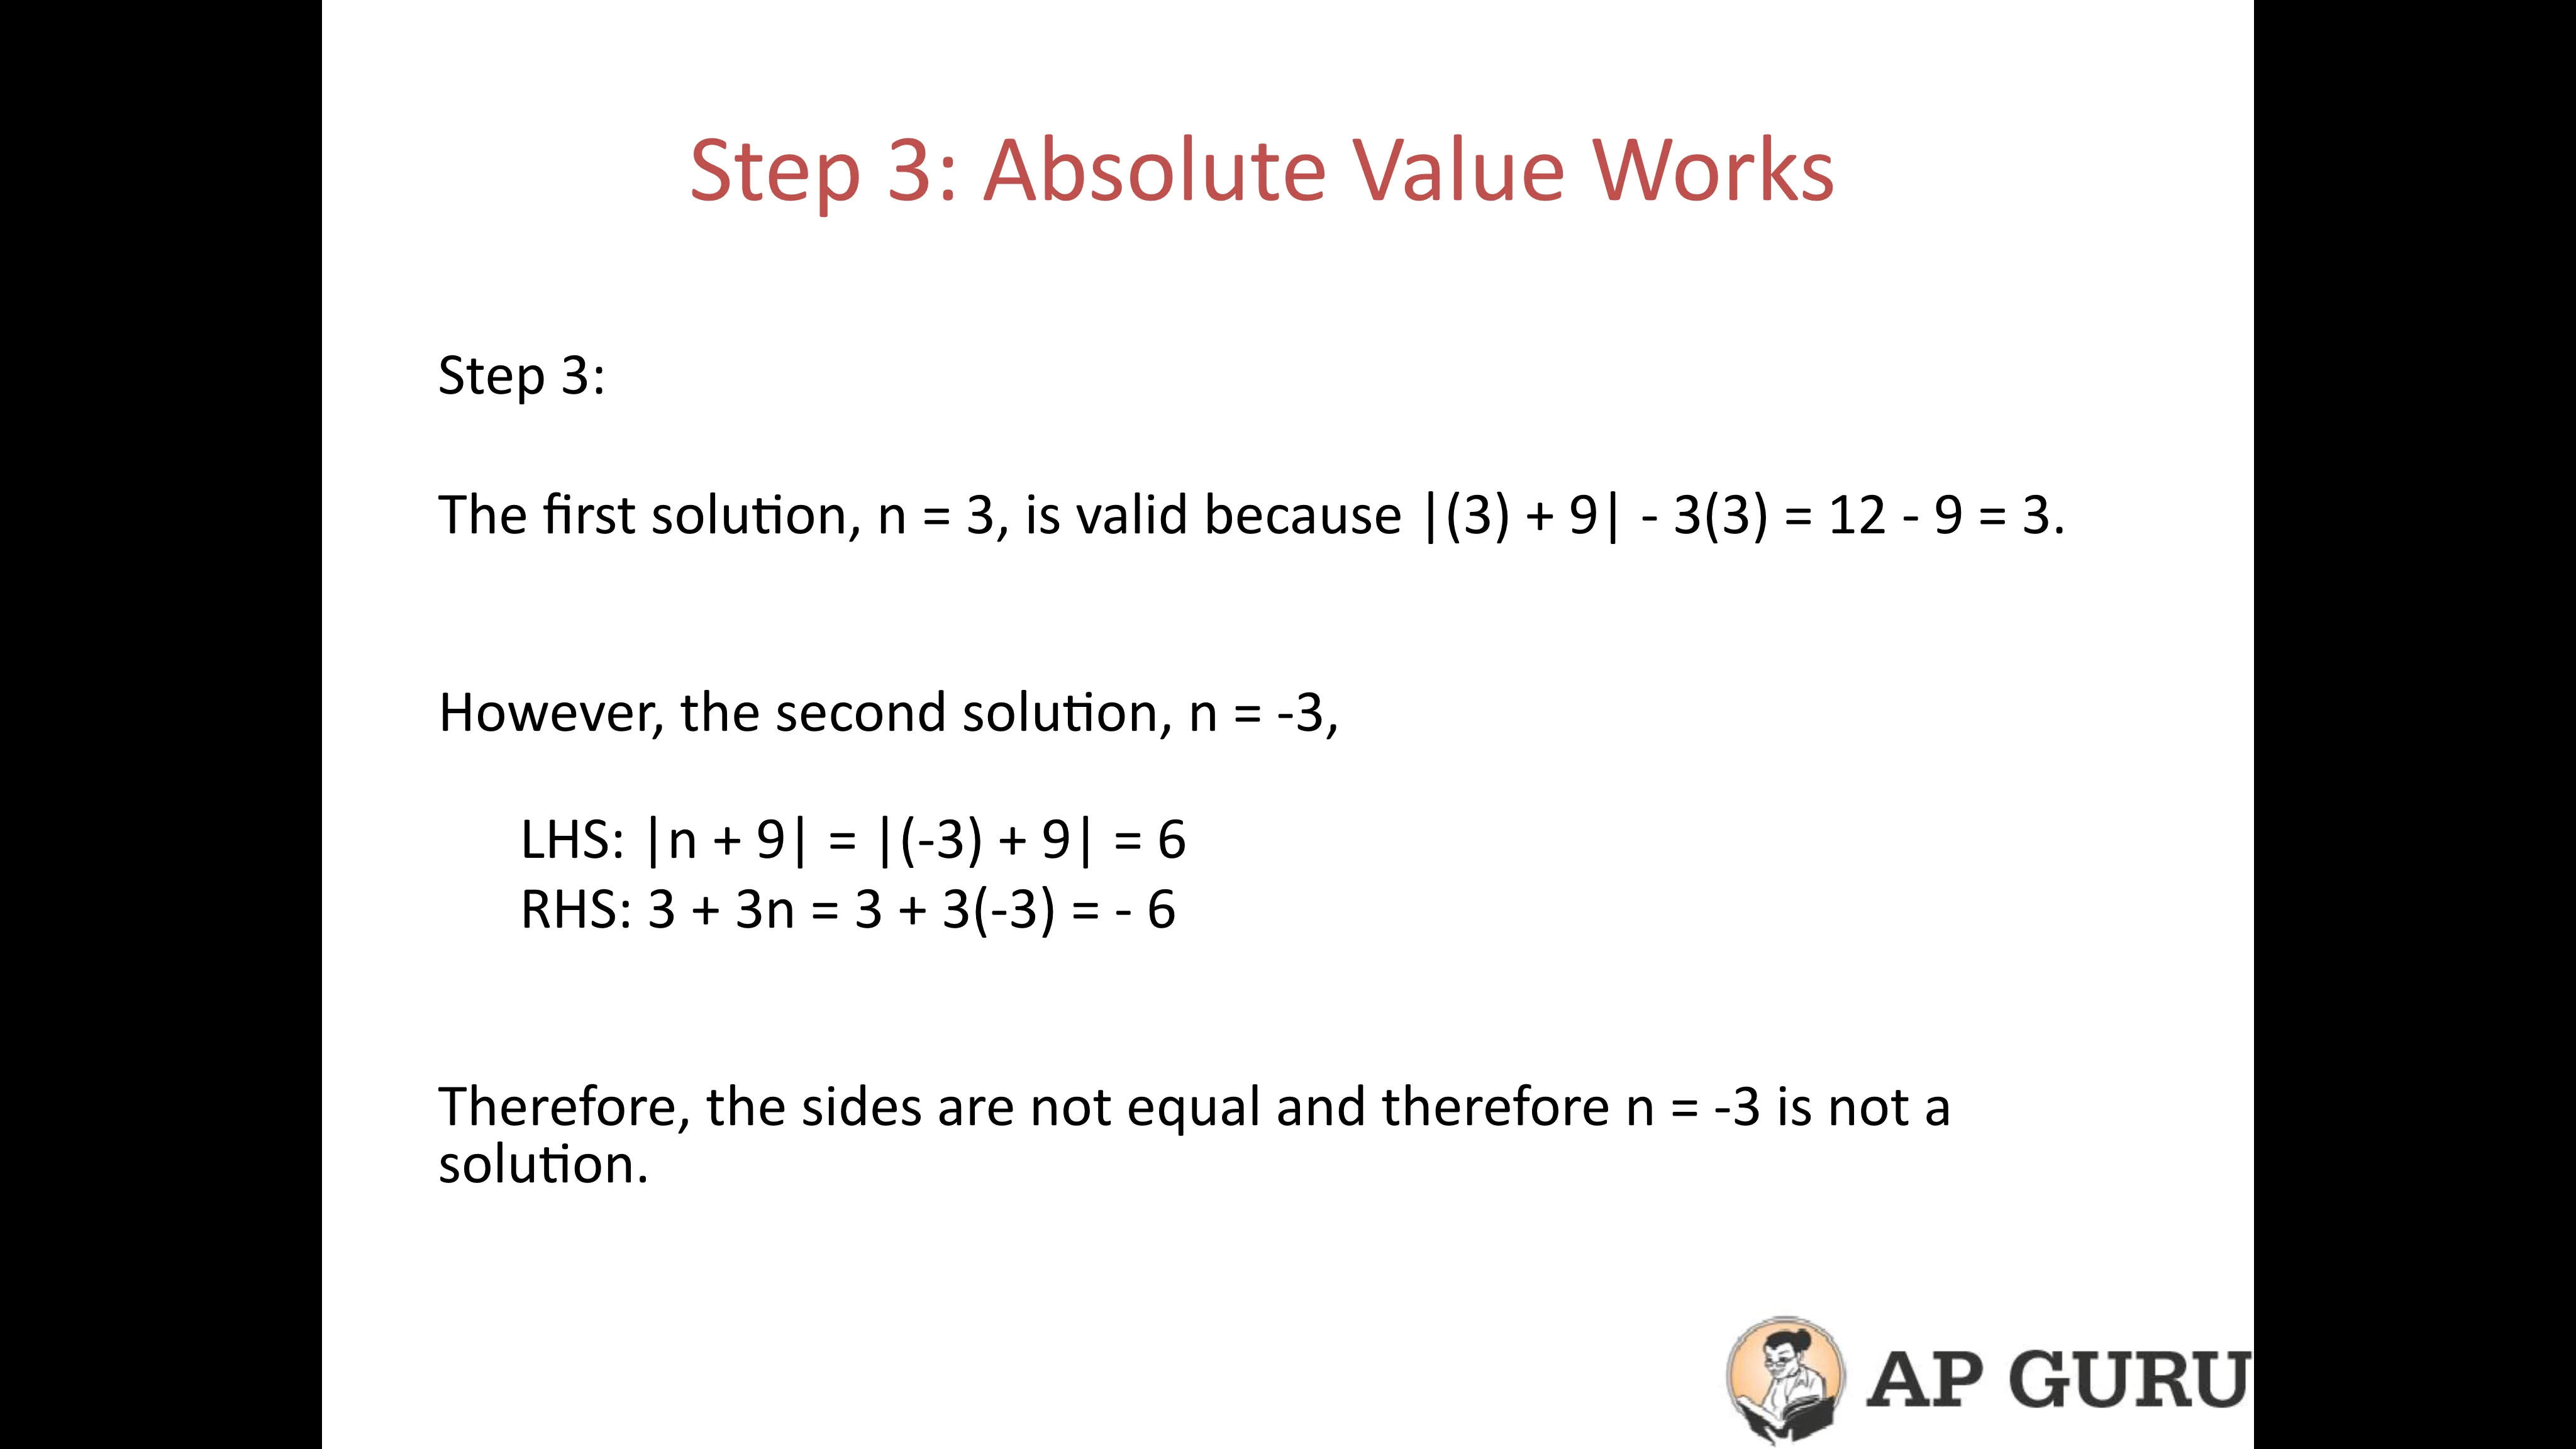 Step 3: Absolute Value Works
Step 3:
The first solution, n = 3, is valid because |(3) + 9| - 3(3) = 12 - 9 = 3.
However, the second solution, n = -3,
LHS: |n + 9| = |(-3) + 9| = 6
RHS: 3 + 3n = 3 + 3(-3) = - 6
Therefore, the sides are not equal and therefore n = -3 is not a
solution.
AP GURU